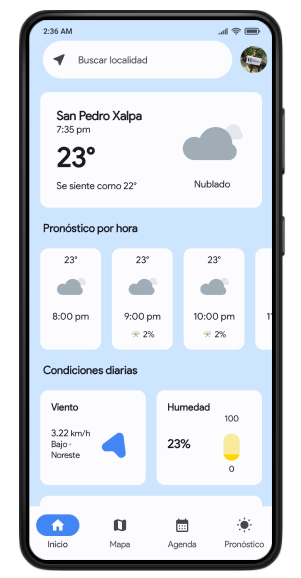 2:36 AM
Buscar localidad
San Pedro Xalpa
7:35 pm
23°
Se siente como 22°
Nublado
Pronóstico por hora
23° 23° 23°
8:00 pm 9:00 pm 10:00 pm 1
2% 2%
Condiciones diarias
Viento
3.22 km/h
Bajo -
Noreste
Humedad
100
23%
0
Inicio Mapa Agenda Pronóstico